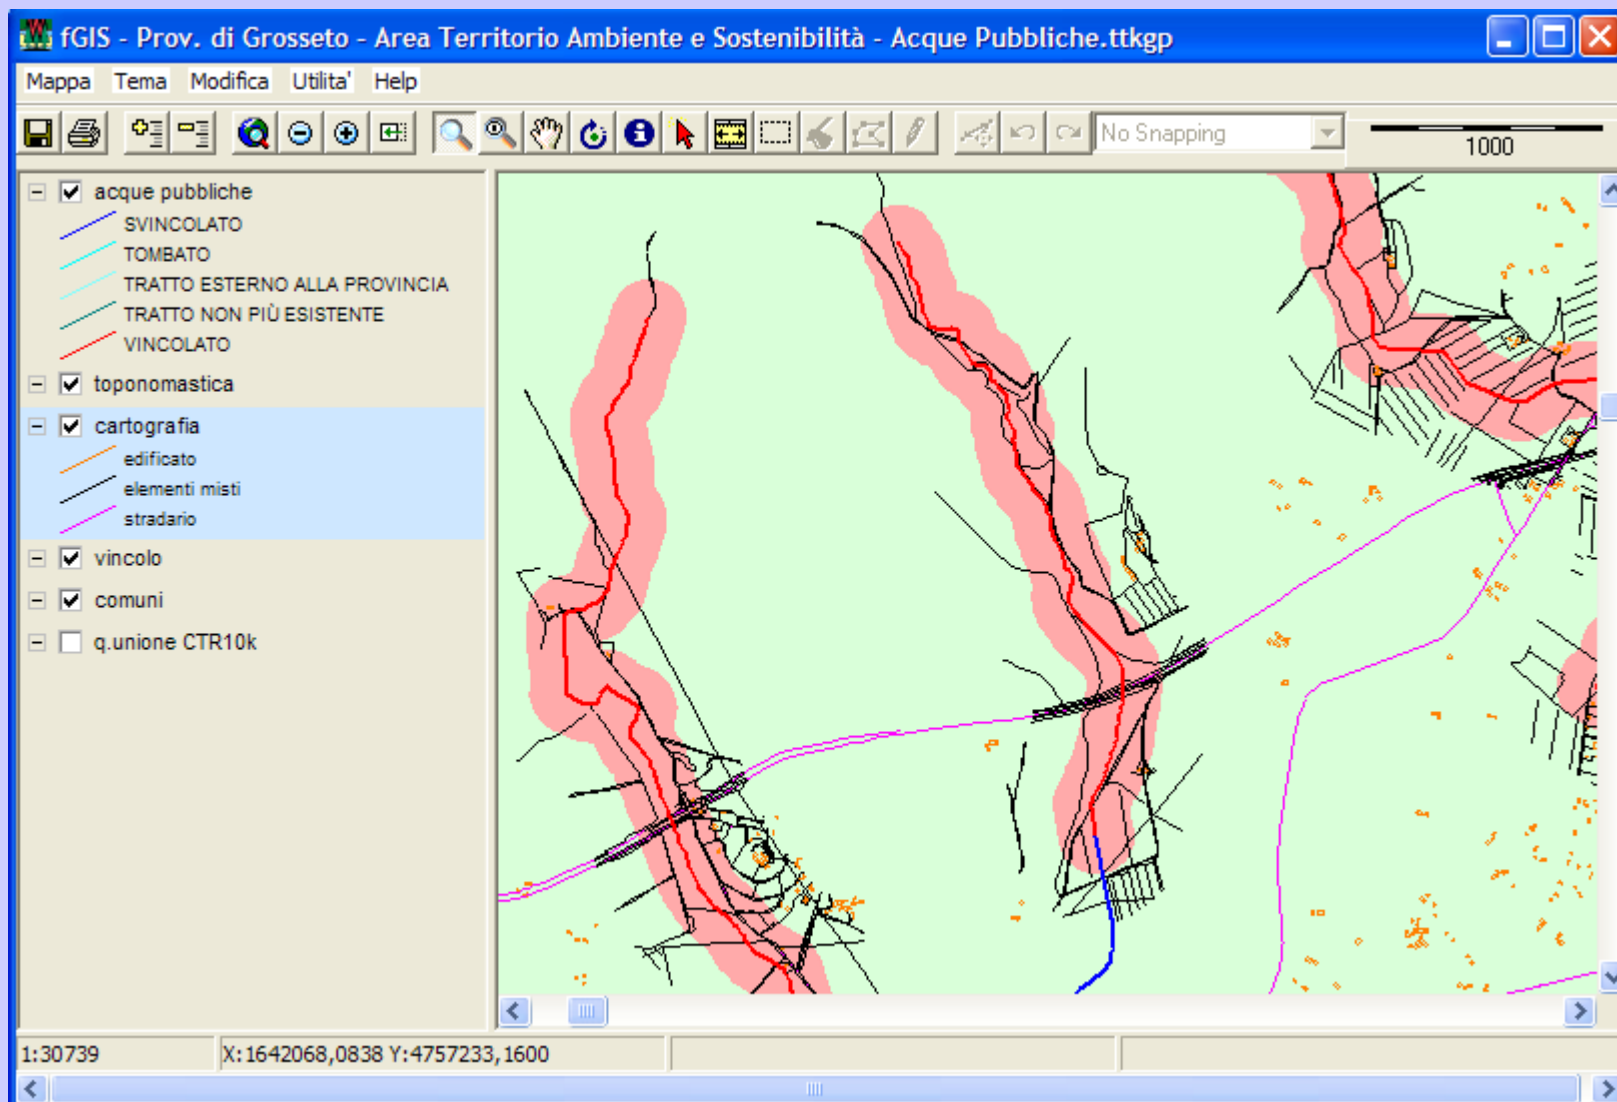 fGIS - Prov. di Grosseto - Area Territorio Ambiente e Sostenibilità - Acque Pubbliche.ttkgp
Mappa Tema Modifica Utilita' Help
No Snapping
1000
acque pubbliche
SVINCOLATO
TOMBATO
TRATTO ESTERNO ALLA PROVINCIA
TRATTO NON PIÙ ESISTENTE
VINCOLATO
toponomastica
cartografia
edificato
elementi misti
stradario
vincolo
comuni
q.unione CTR10k
1:30739 X:1642068,0838 Y:4757233,1600